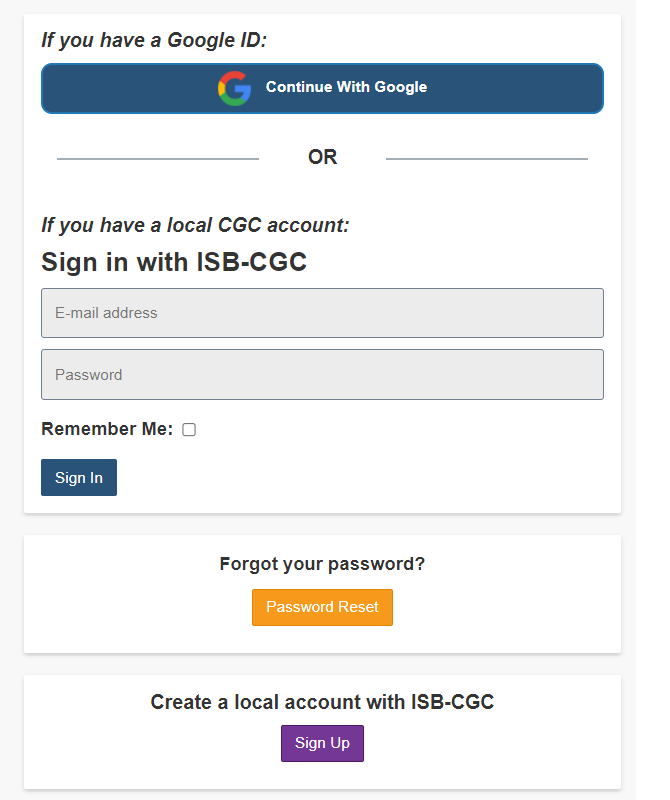 If you have a Google ID:
Continue With Google
OR
If you have a local CGC account:
Sign in with ISB-CGC
E-mail address
Password
Remember Me:
Sign In
Forgot your password?
Password Reset
Create a local account with ISB-CGC
Sign Up